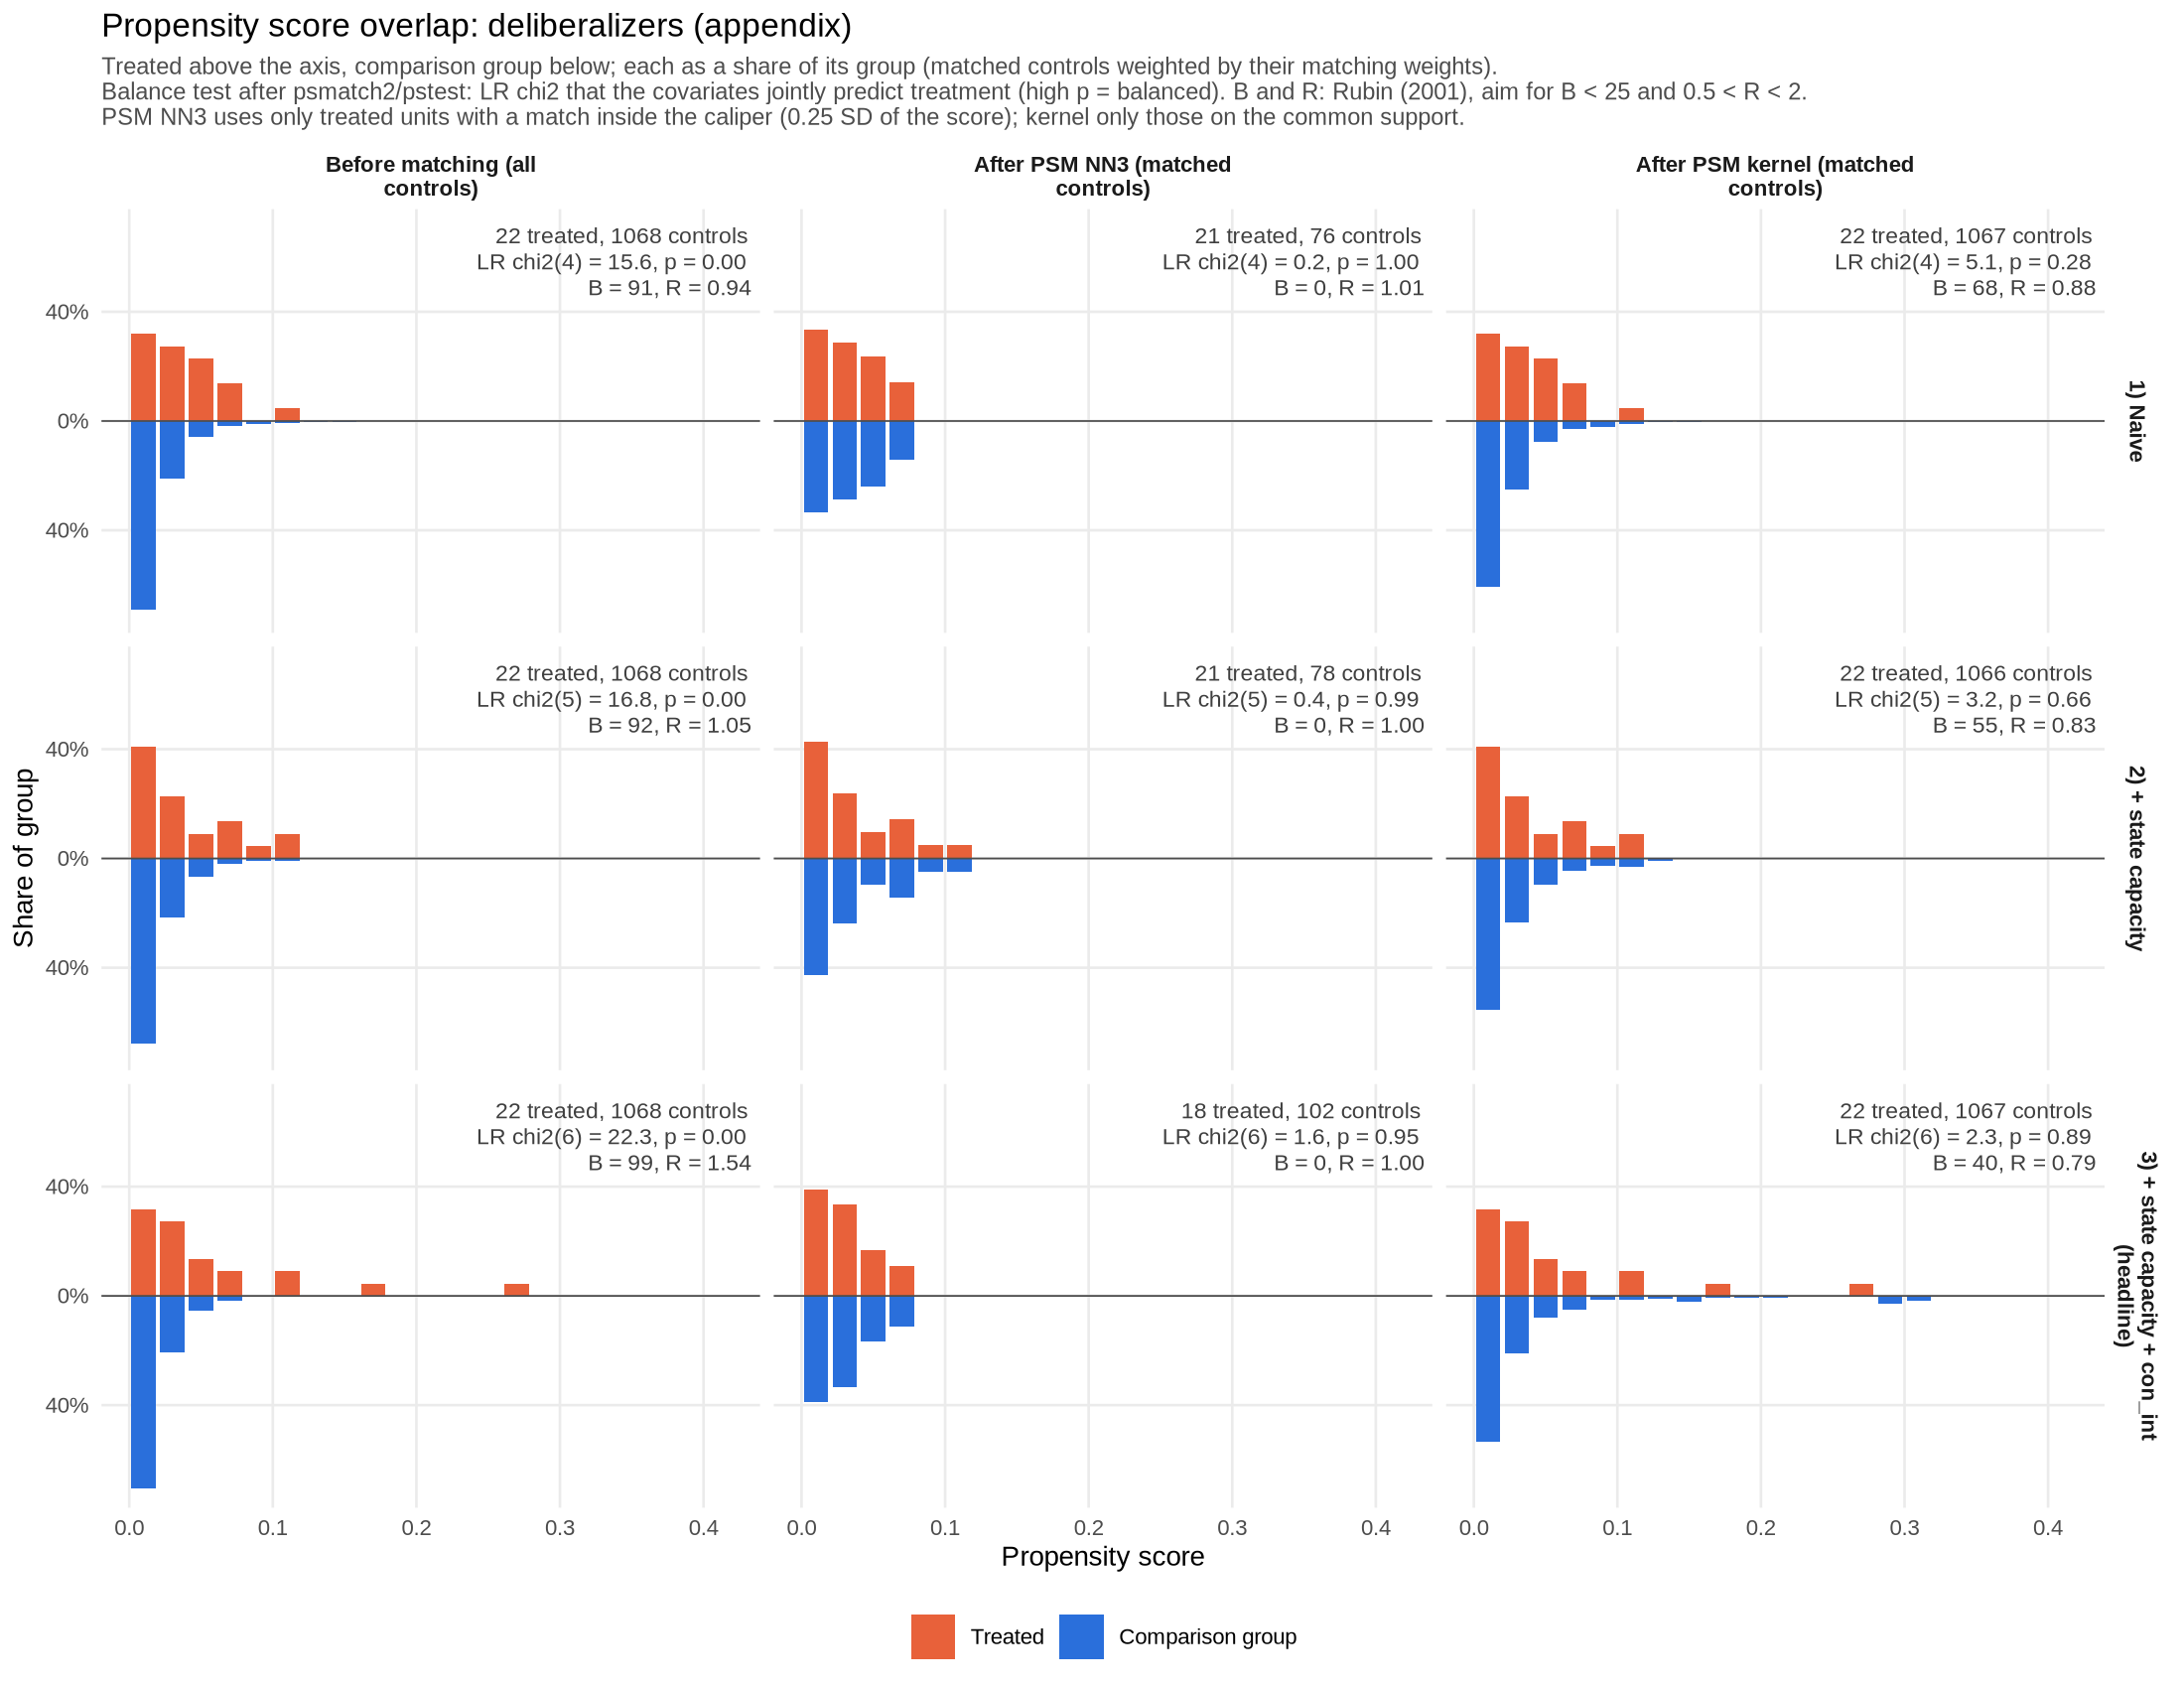 Propensity score overlap: deliberalizers (appendix)
Treated above the axis, comparison group below; each as a share of its group (matched controls weighted by their matching weights).
Balance test after psmatch2/pstest: LR chi2 that the covariates jointly predict treatment (high p = balanced). B and R: Rubin (2001), aim for B < 25 and 0.5 < R < 2.
PSM NN3 uses only treated units with a match inside the caliper (0.25 SD of the score); kernel only those on the common support.
Before matching (all
controls)
After PSM NN3 (matched
controls)
After PSM kernel (matched
controls)
22 treated, 1068 controls
LR chi2(4) = 15.6, p = 0.00
B = 91, R = 0.94
21 treated, 76 controls
LR chi2(4) = 0.2, p = 1.00
B = 0, R = 1.01
22 treated, 1067 controls
LR chi2(4) = 5.1, p = 0.28
B = 68, R = 0.88
40%
0%
40%
1) Naive
22 treated, 1068 controls
LR chi2(5) = 16.8, p = 0.00
B = 92, R = 1.05
21 treated, 78 controls
LR chi2(5) = 0.4, p = 0.99
B = 0, R = 1.00
22 treated, 1066 controls
LR chi2(5) = 3.2, p = 0.66
B = 55, R = 0.83
40%
0%
40%
2) + state capacity
Share of group
22 treated, 1068 controls
LR chi2(6) = 22.3, p = 0.00
B = 99, R = 1.54
18 treated, 102 controls
LR chi2(6) = 1.6, p = 0.95
B = 0, R = 1.00
22 treated, 1067 controls
LR chi2(6) = 2.3, p = 0.89
B = 40, R = 0.79
40%
0%
40%
3) + state capacity + con_int
(headline)
0.0 0.1 0.2 0.3 0.4
0.0 0.1 0.2 0.3 0.4
0.0 0.1 0.2 0.3 0.4
Propensity score
Treated
Comparison group